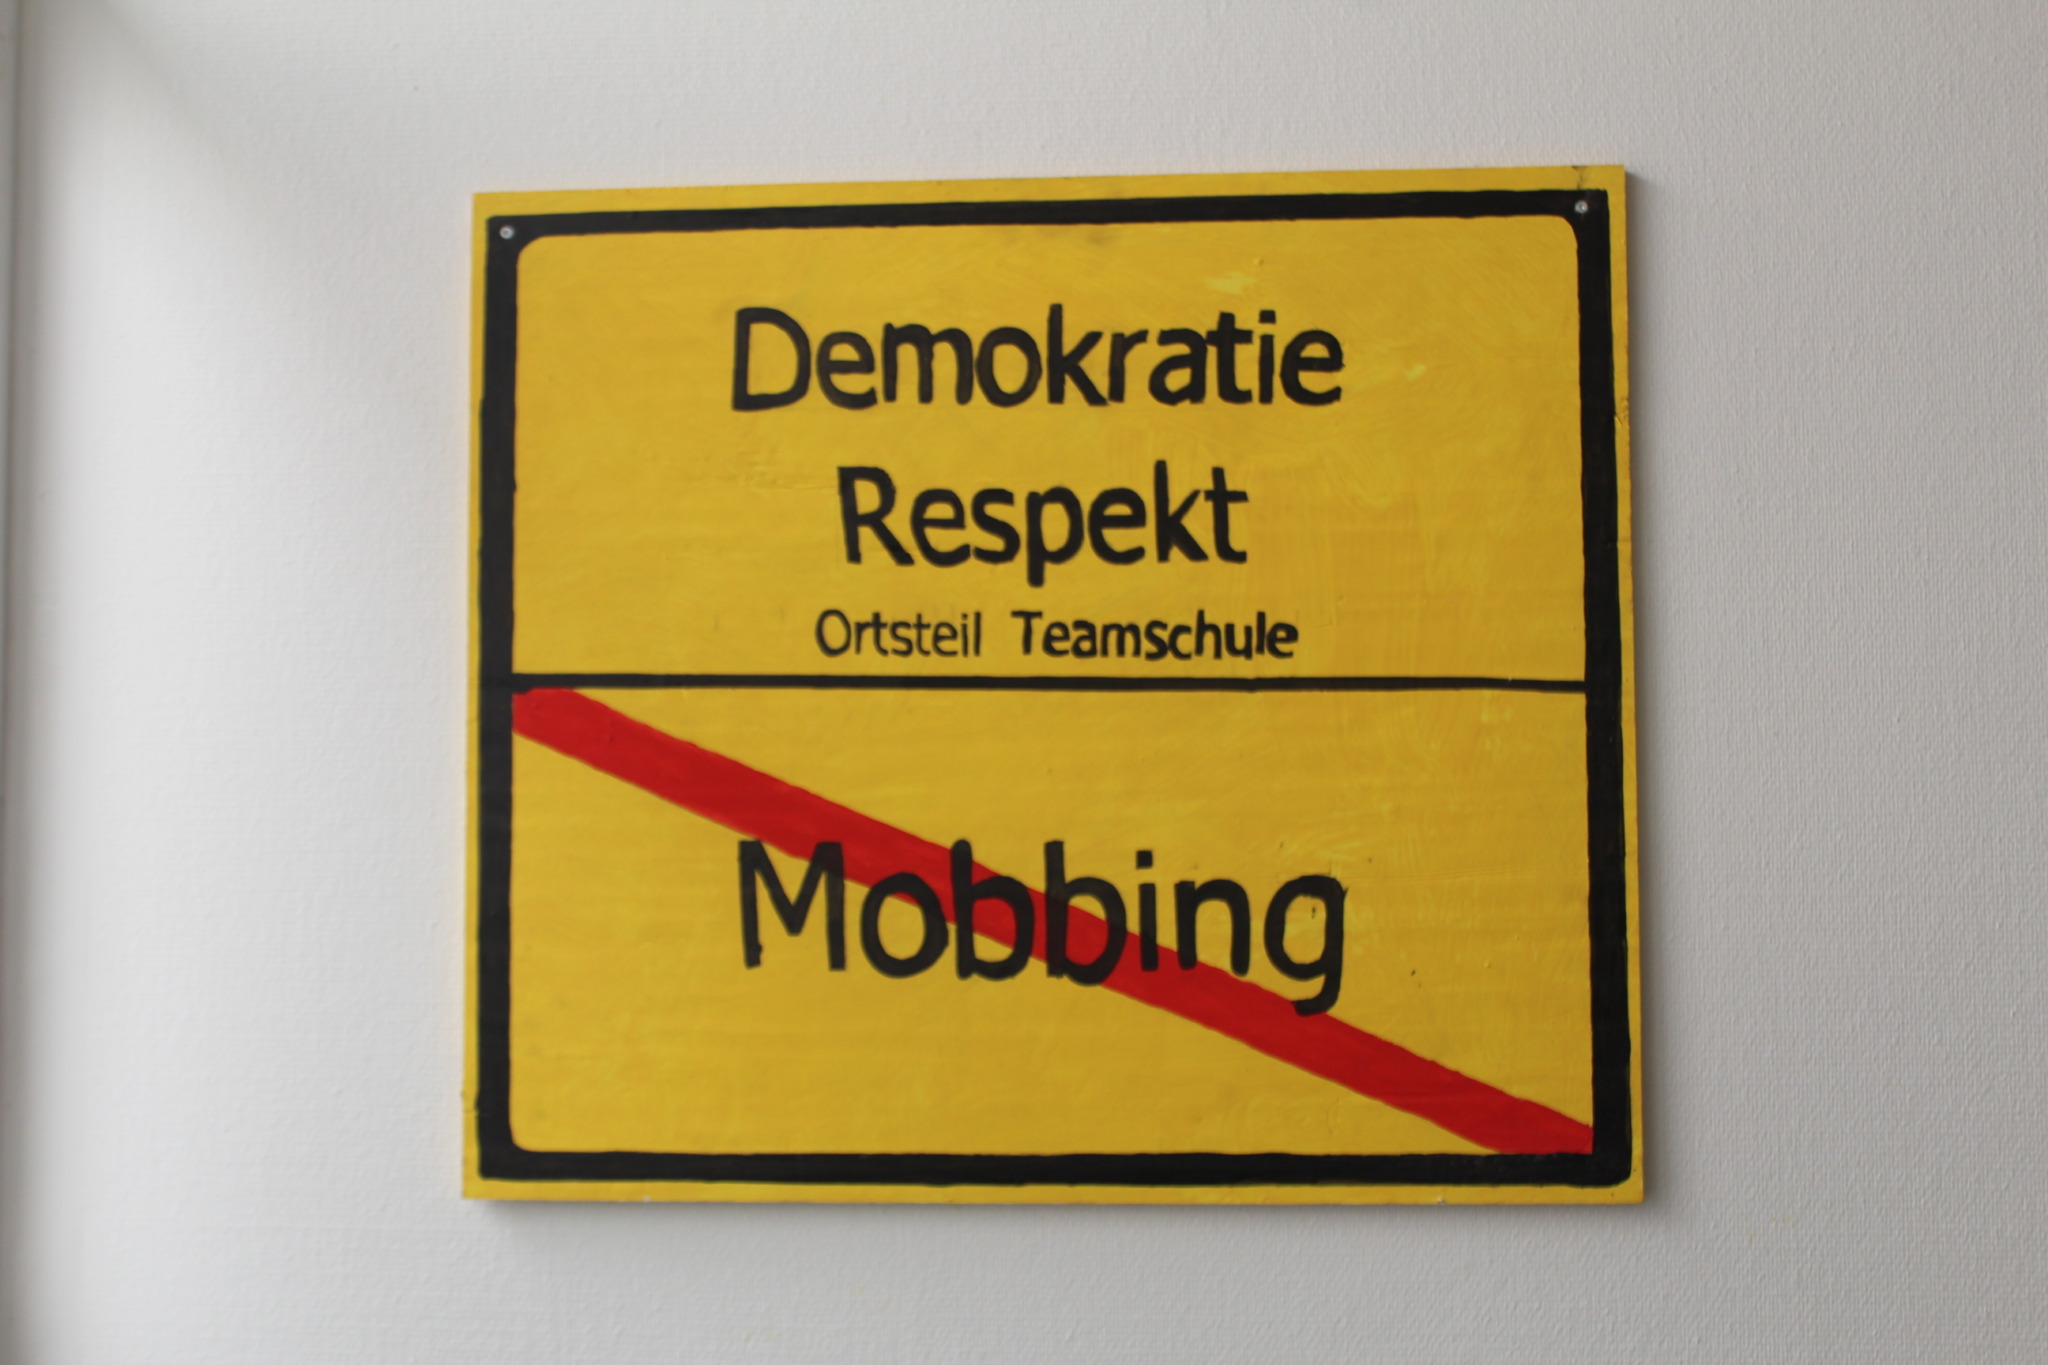 Demokratie
Respekt
Ortsteil Teamschule
Mobbing